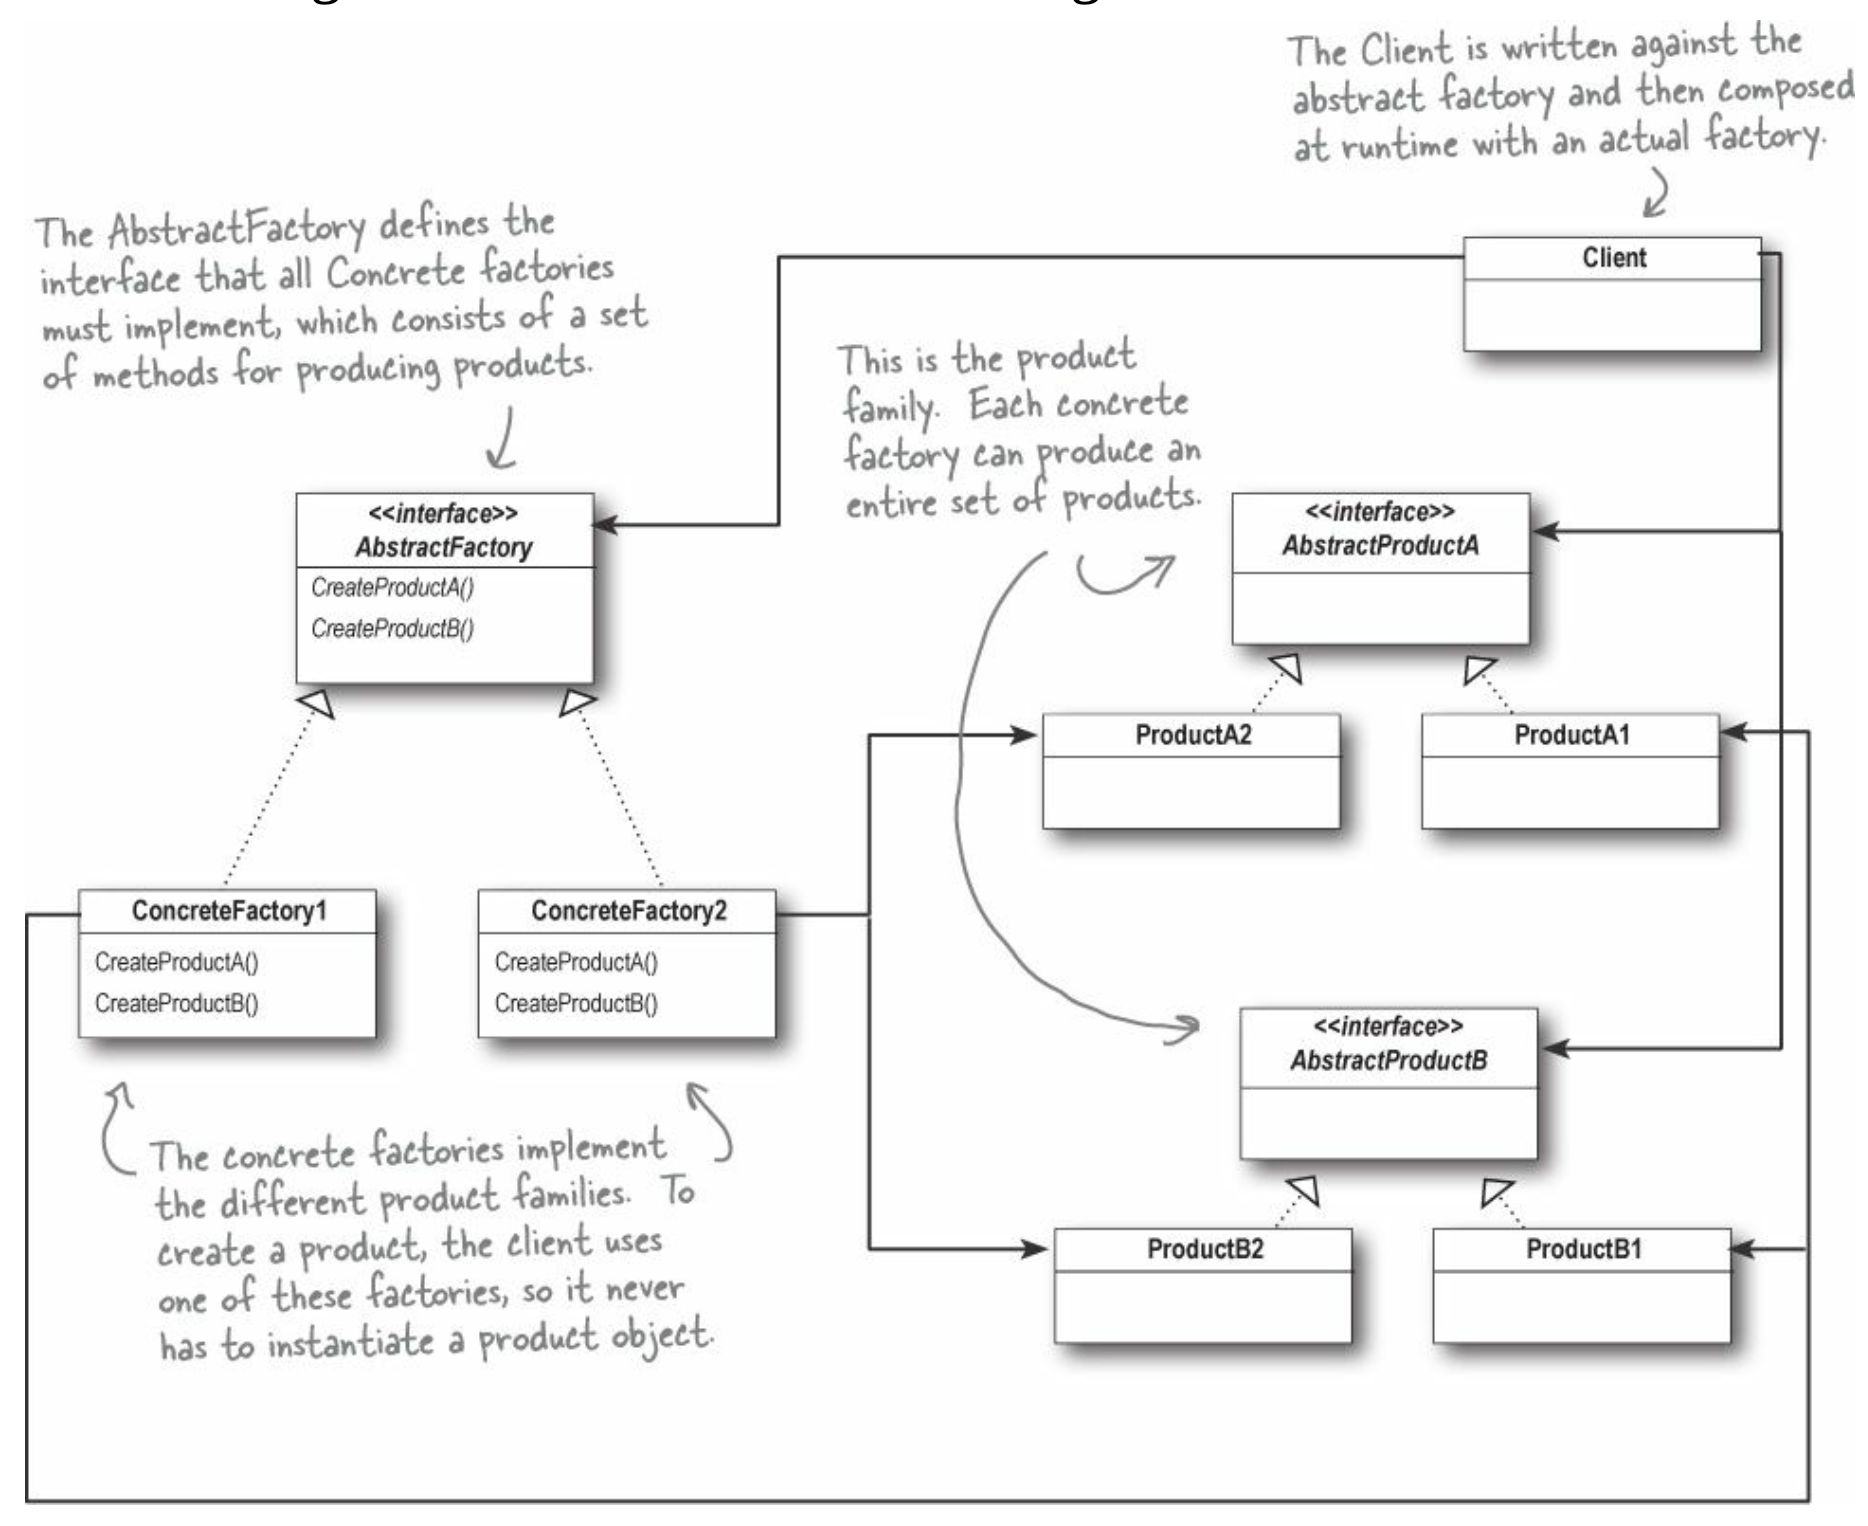 The Client is written against the
abstract factory and then composed
at runtime with an actual factory.
The AbstractFactory defines the
interface that all Concrete factories
must implement, which consists of a set
of methods for producing products.
Client
This is the product
family. Each concrete
factory can produce an
entire set of products.
<<interface>>
AbstractFactory
CreateProductA()
CreateProductB()
<<interface>>
AbstractProductA
ProductA2
ProductA1
ConcreteFactory1
CreateProductA()
CreateProductB()
ConcreteFactory2
CreateProductA()
CreateProductB()
<<interface>>
AbstractProductB
The concrete factories implement
the different product families. To
create a product, the client uses
one of these factories, so it never
has to instantiate a product object.
ProductB2
ProductB1